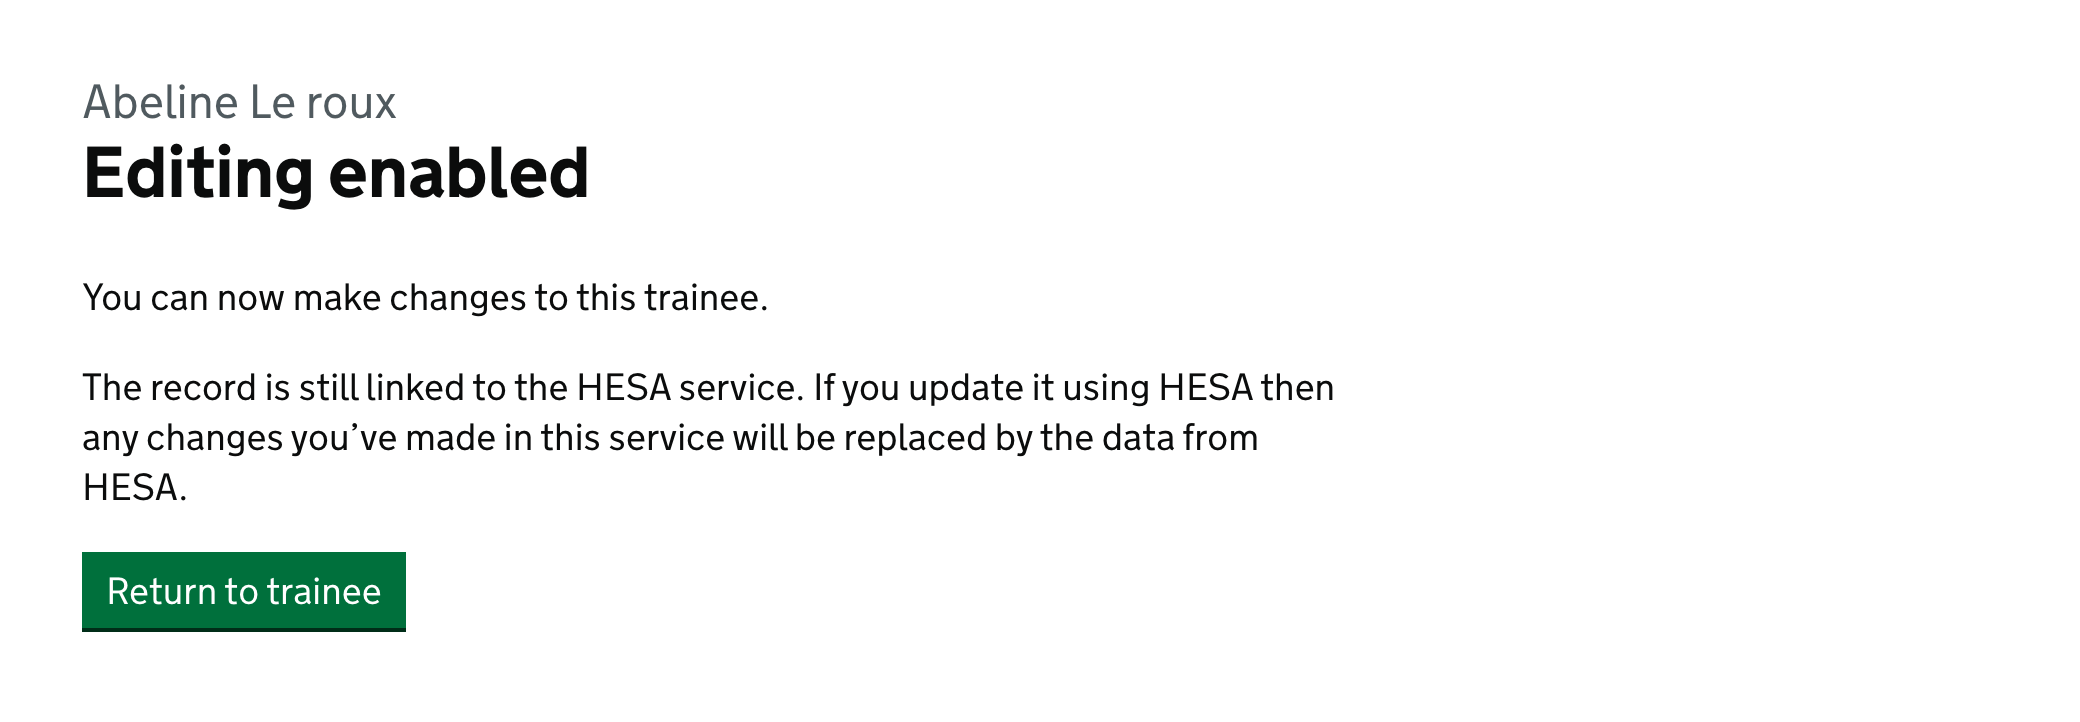 Abeline Le roux
Editing enabled
You can now make changes to this trainee.
The record is still linked to the HESA service. If you update it using HESA then
any changes you’ve made in this service will be replaced by the data from
HESA.
Return to trainee